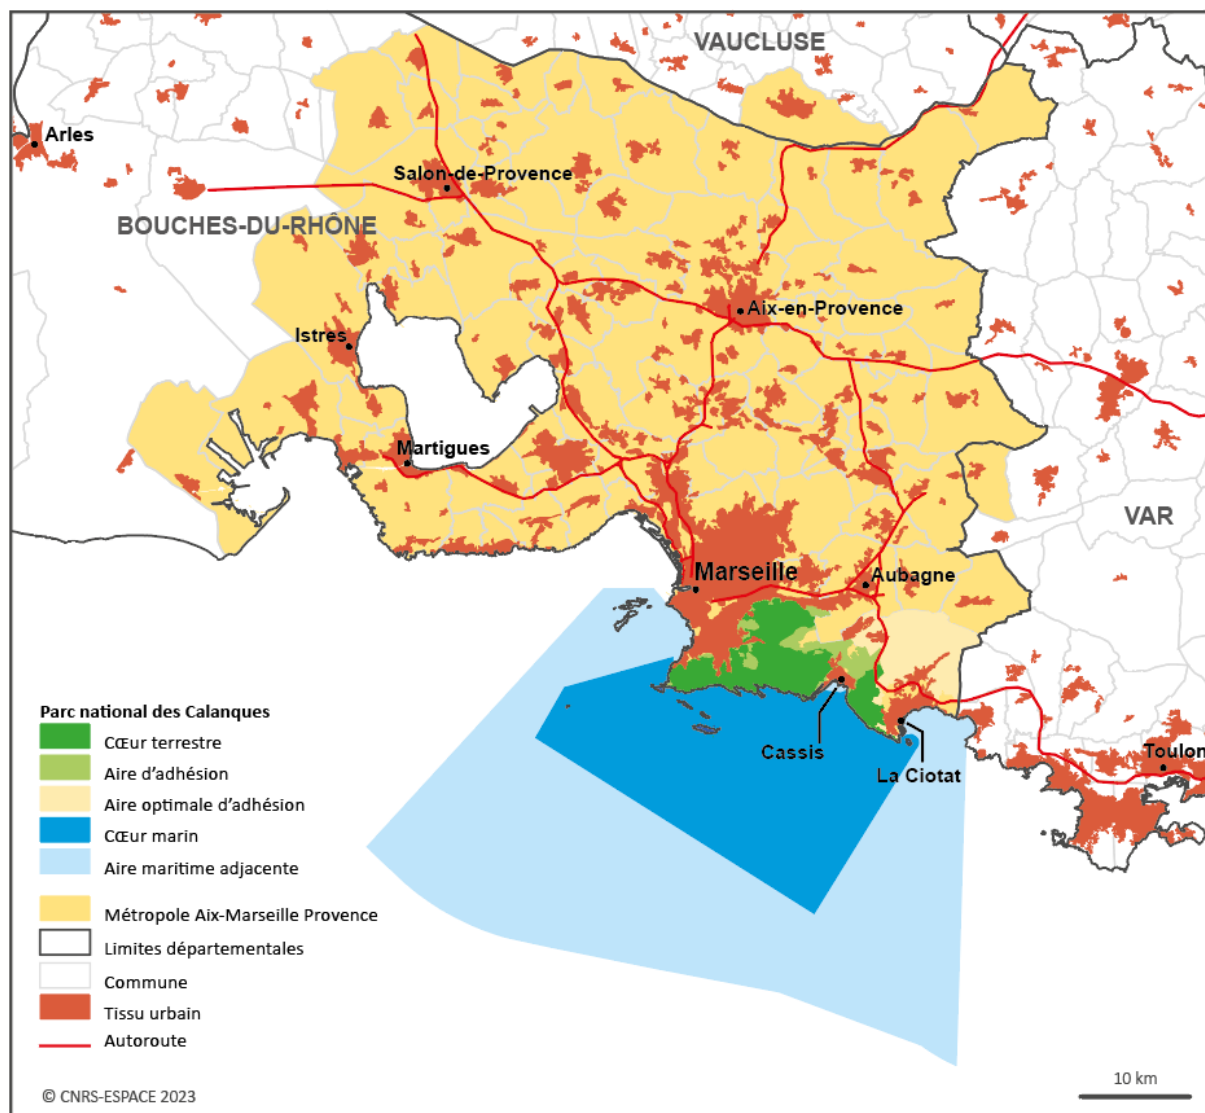 VAUCLUSE
Arles
Salon-de-Provence
BOUCHES-DU-RHÔNE
Aix-en-Provence
Istres
Martigues
VAR
Marseille
Aubagne
Cassis
La Ciotat
Toulon
Parc national des Calanques
Cœur terrestre
Aire d'adhésion
Aire optimale d'adhésion
Cœur marin
Aire maritime adjacente
Métropole Aix-Marseille Provence
Limites départementales
Commune
Tissu urbain
Autoroute
© CNRS-ESPACE 2023
10 km